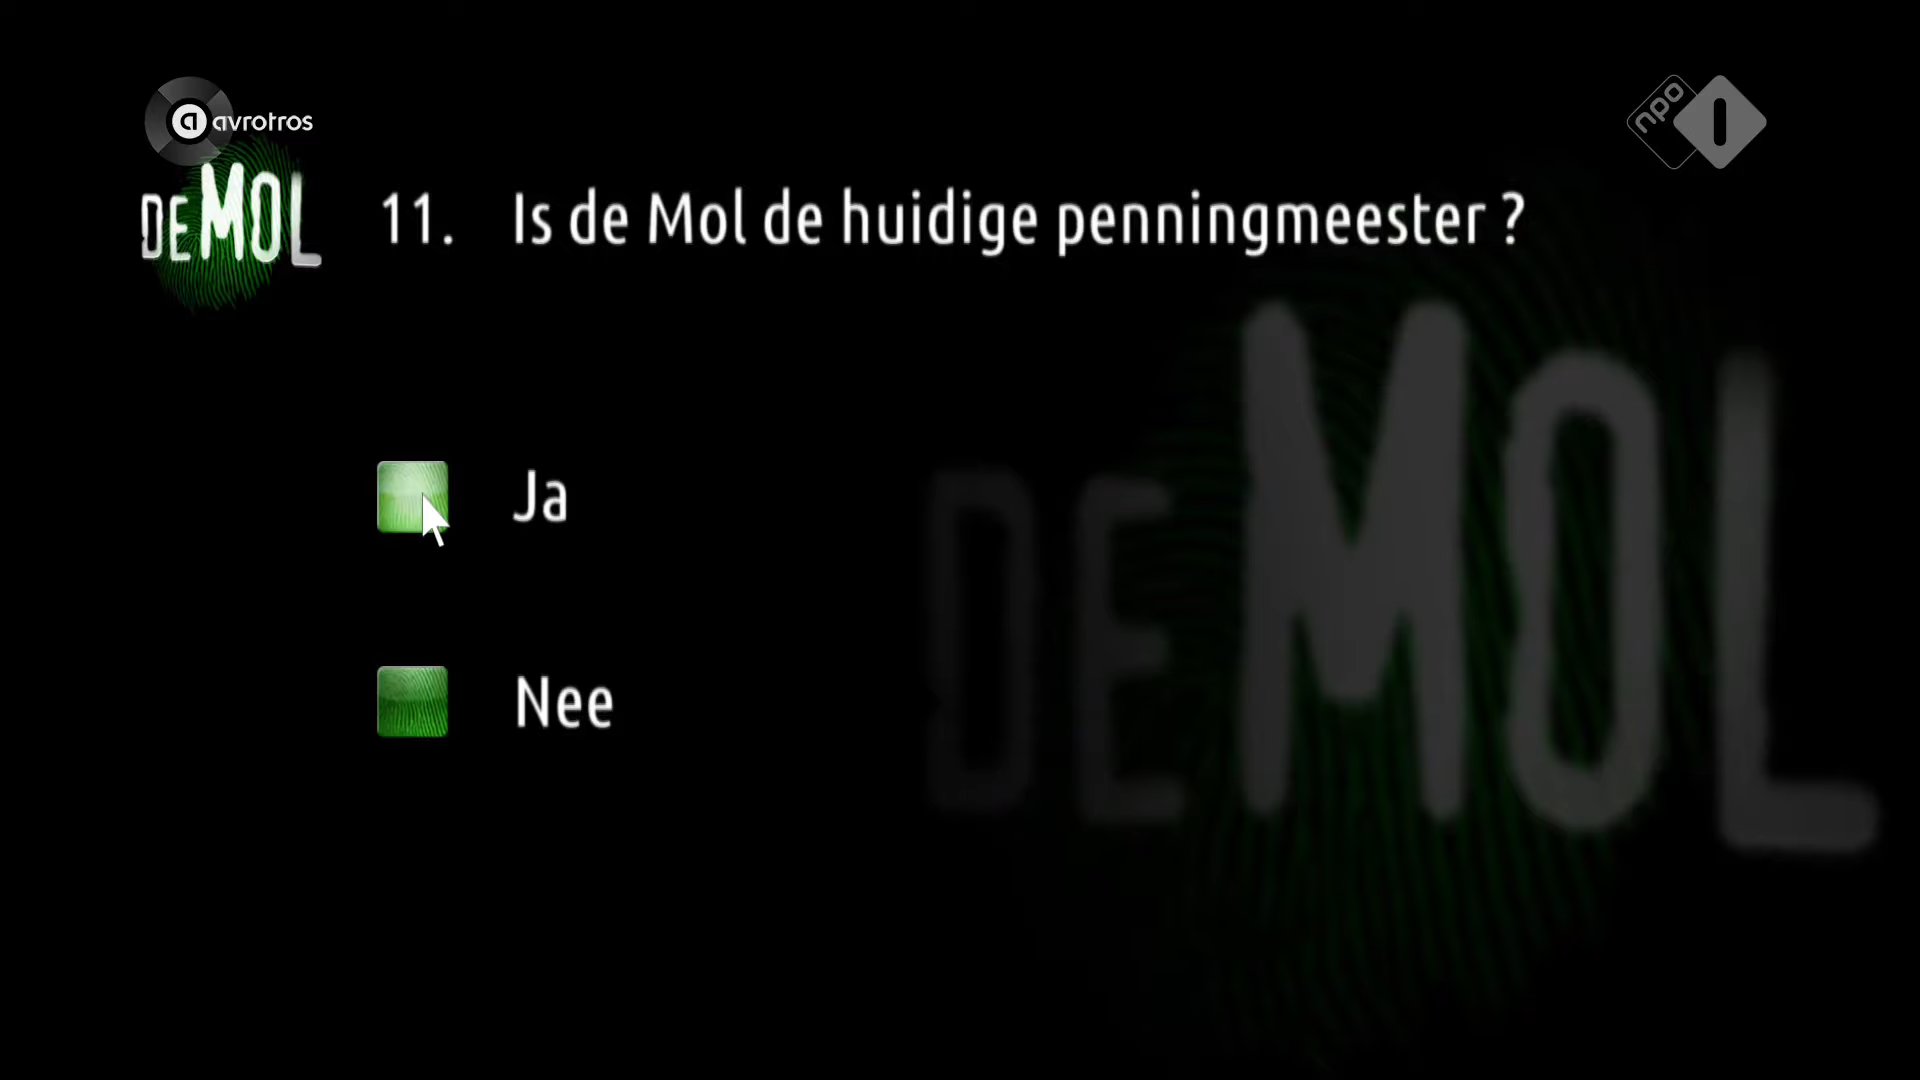 avrotros
npo 1
DE MOL
11. Is de Mol de huidige penningmeester ?
Ja
Nee
DE MOL